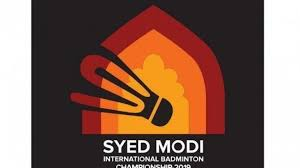 SYED MODI
INTERNATIONAL BADMINTON
CHAMPIONSHIP 2019